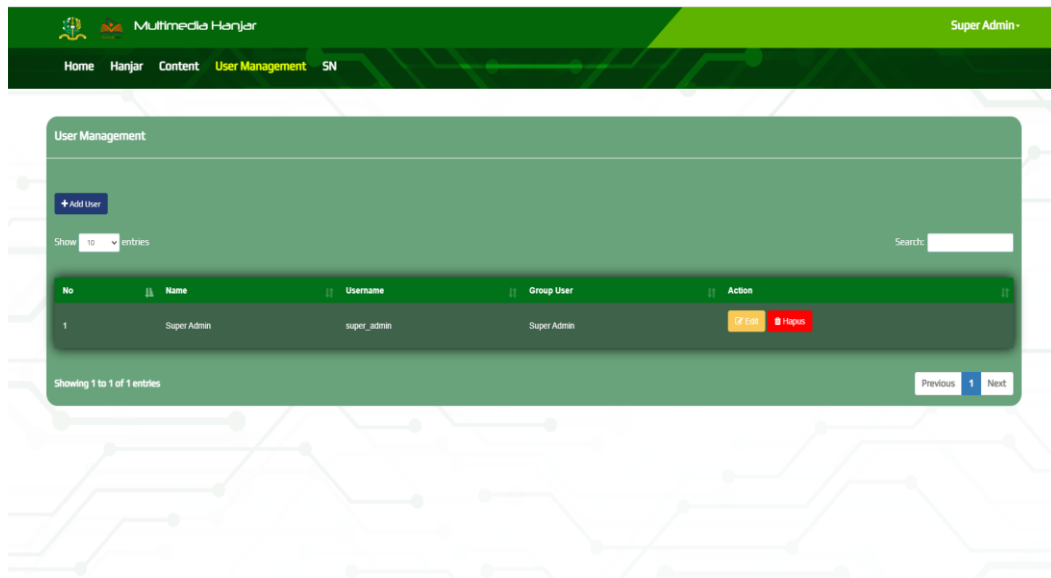 Multimedia Hanjar
Super Admin
Home Hanjar Content User Management SN
User Management
+ Add User
Show 10 entries
Search:
No Name Username Group User Action
1 Super Admin super_admin Super Admin Edit Hapus
Showing 1 to 1 of 1 entries
Previous 1 Next